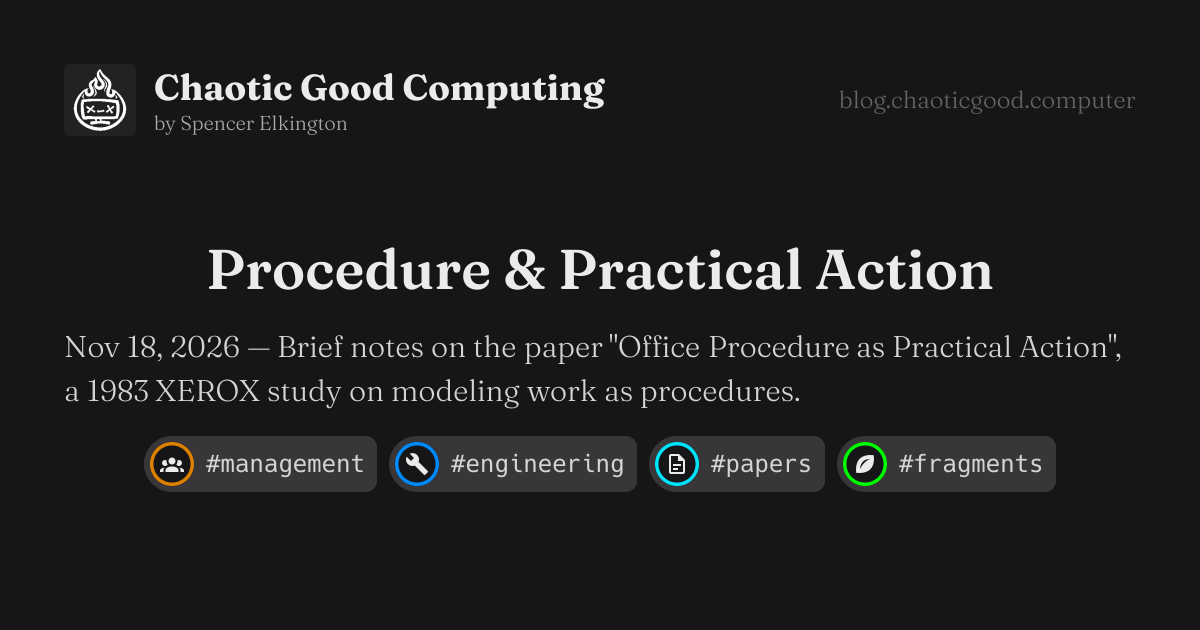 Chaotic Good Computing
by Spencer Elkington
blog.chaoticgood.computer
Procedure & Practical Action
Nov 18, 2026 — Brief notes on the paper "Office Procedure as Practical Action",
a 1983 XEROX study on modeling work as procedures.
#management #engineering #papers #fragments